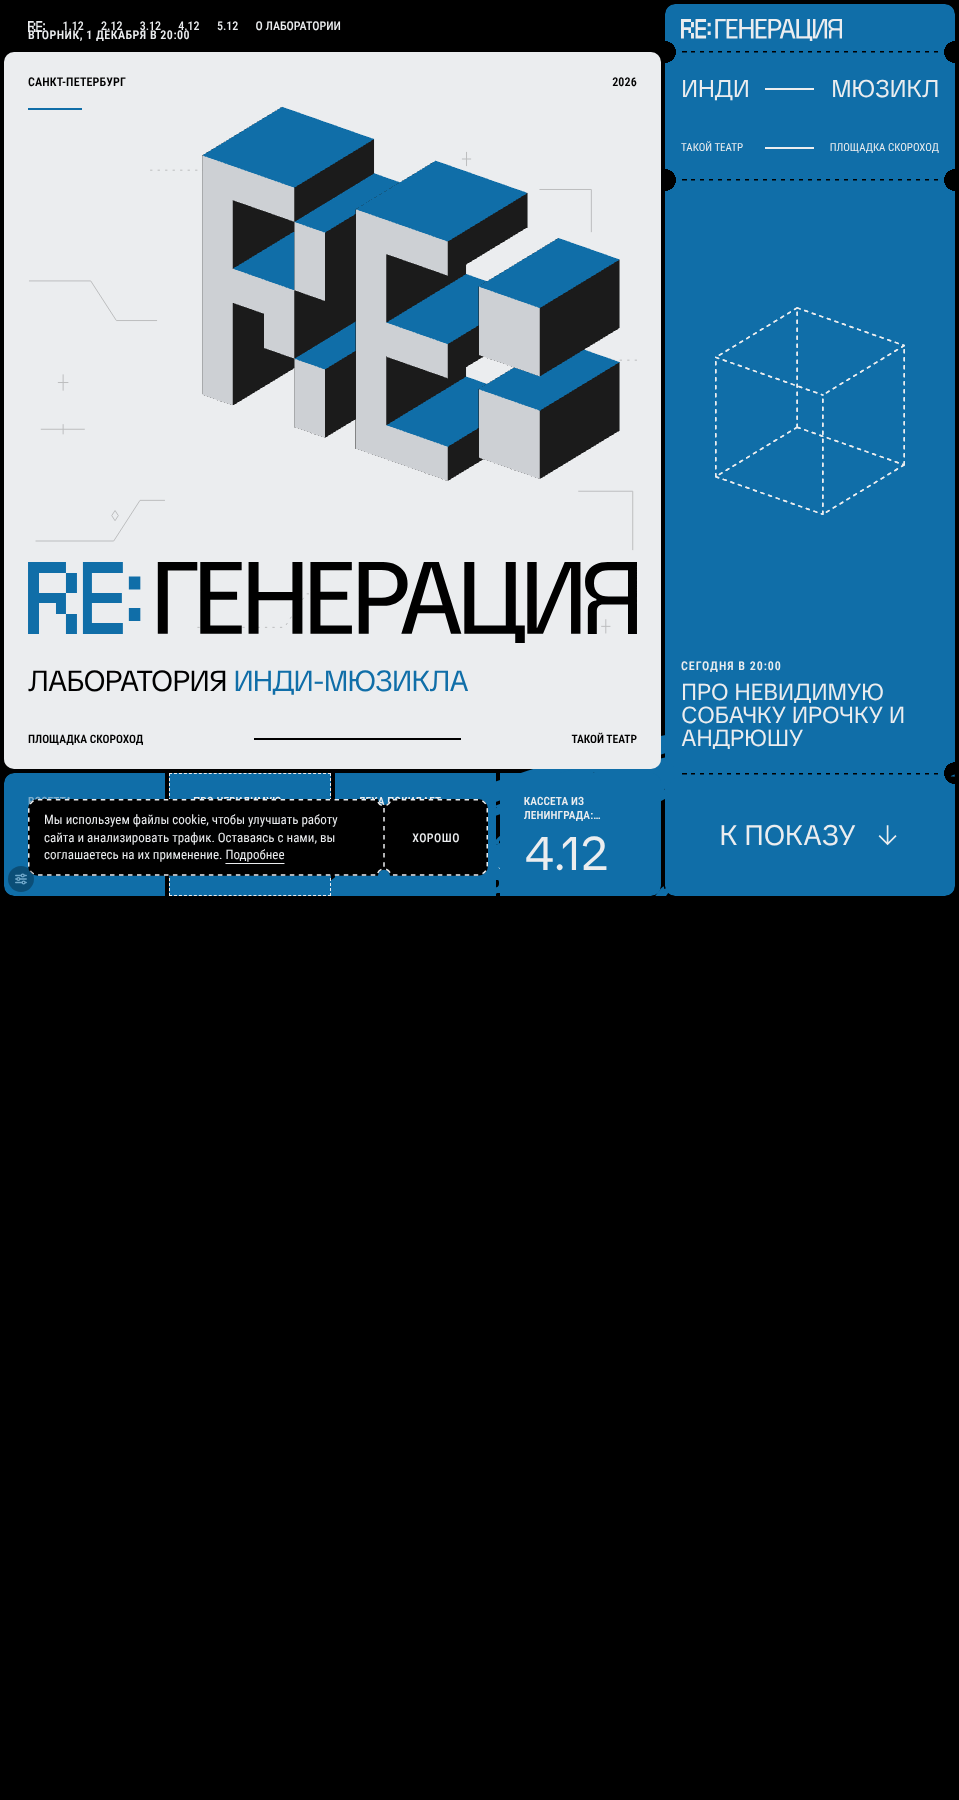 RE: 1.12 2.12 3.12 4.12 5.12 О ЛАБОРАТОРИИ
ВТОРНИК, 1 ДЕКАБРЯ В 20:00
САНКТ-ПЕТЕРБУРГ 2026
RE:
RE: ГЕНЕРАЦИЯ
ЛАБОРАТОРИЯ ИНДИ-МЮЗИКЛА
ПЛОЩАДКА СКОРОХОД ТАКОЙ ТЕАТР
RE: ГЕНЕРАЦИЯ
ИНДИ — МЮЗИКЛ
ТАКОЙ ТЕАТР — ПЛОЩАДКА СКОРОХОД
СЕГОДНЯ В 20:00
ПРО НЕВИДИМУЮ
СОБАЧКУ ИРОЧКУ И
АНДРЮШУ
К ПОКАЗУ ↓
Мы используем файлы cookie, чтобы улучшать работу
сайта и анализировать трафик. Оставаясь с нами, вы
соглашаетесь на их применение. Подробнее
ХОРОШО
КАССЕТА ИЗ
ЛЕНИНГРАДА:...
4.12